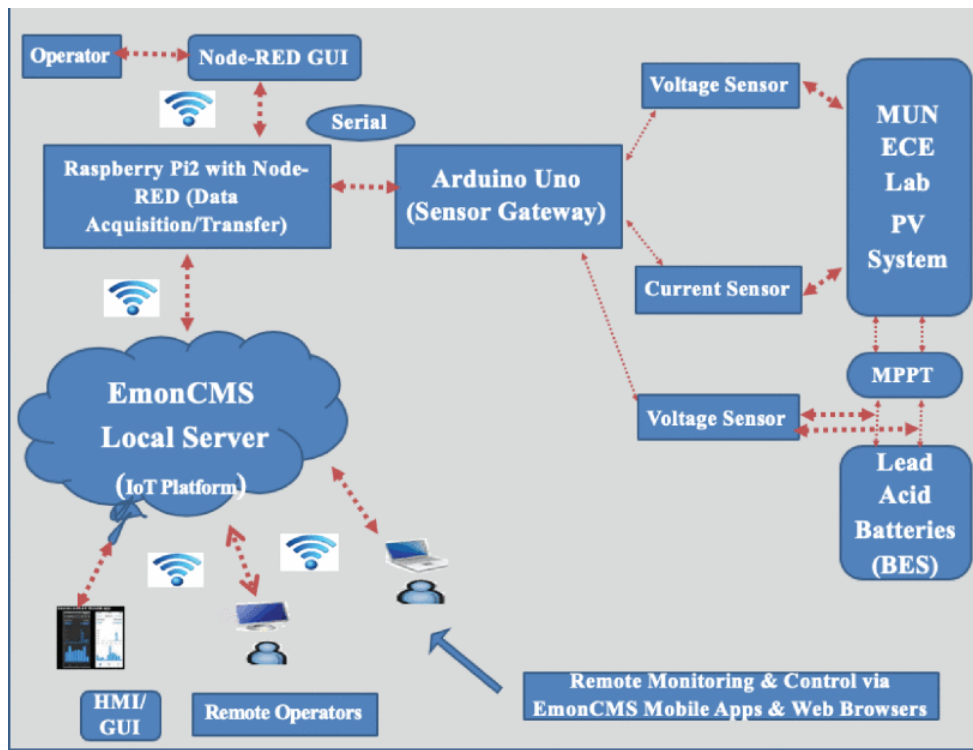 Operator
Node-RED GUI
Serial
Raspberry Pi2 with Node-
RED (Data
Acquisition/Transfer)
Arduino Uno
(Sensor Gateway)
Voltage Sensor
Current Sensor
Voltage Sensor
MUN
ECE
Lab
PV
System
MPPT
Lead
Acid
Batteries
(BES)
EmonCMS
Local Server
(IoT Platform)
HMI/
GUI
Remote Operators
Remote Monitoring & Control via
EmonCMS Mobile Apps & Web Browsers